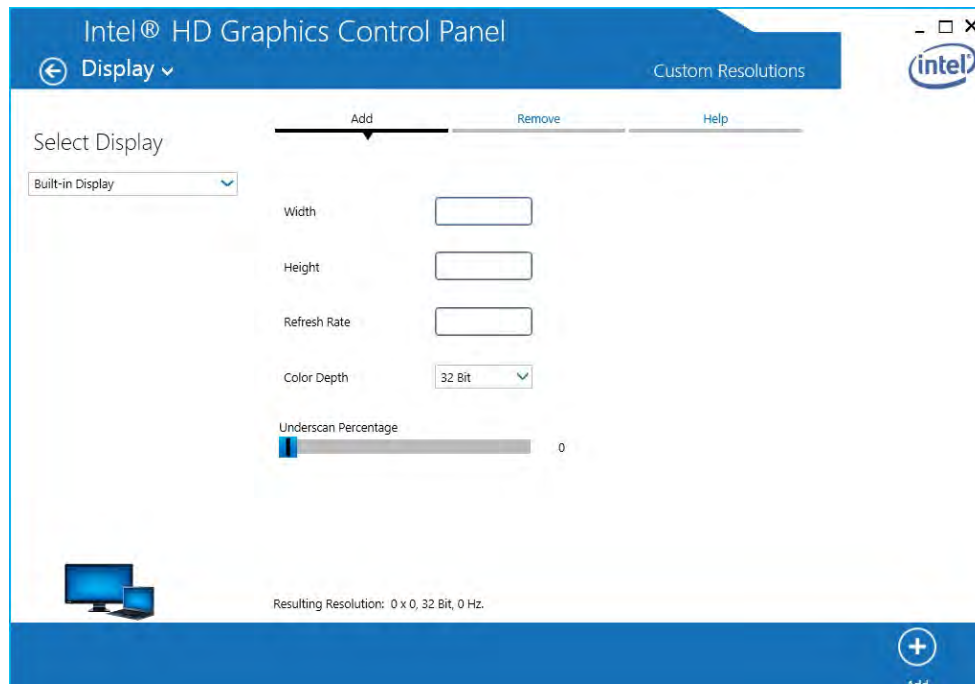 Intel® HD Graphics Control Panel
Display
Custom Resolutions
intel
Add
Remove
Help
Select Display
Built-in Display
Width
Height
Refresh Rate
Color Depth
32 Bit
Underscan Percentage
0
Resulting Resolution: 0 x 0, 32 Bit, 0 Hz.
Add